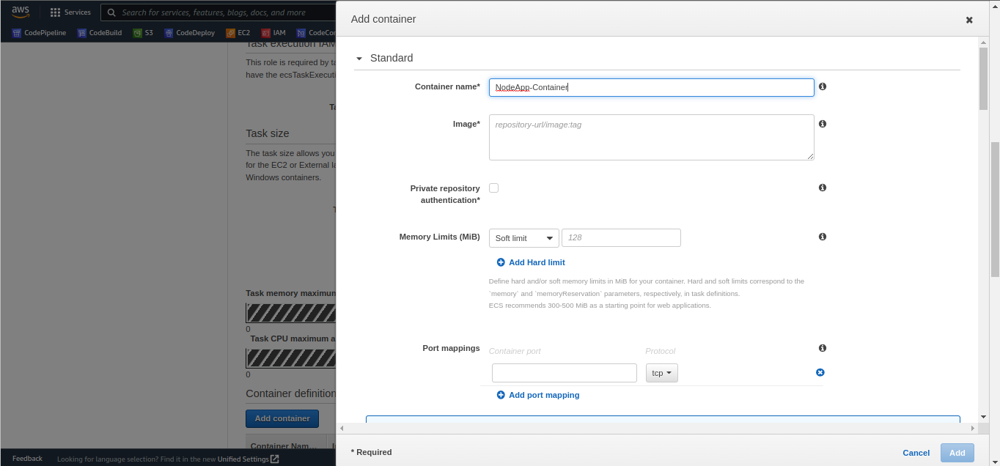 aws
Services
Search for services, features, blogs, docs, and more
CodePipeline CodeBuild S3 CodeDeploy EC2 IAM
Task execution IAM
This role is required by
have the
Task size
The task size allows you
for the EC2 or External
Windows containers.
Task memory maximum
0
Task CPU maximum
0
Container definition
Add container
Container Nam...
Feedback Looking for language selection? Find it in the new Unified Settings
Add container
Standard
Container name*
NodeApp-Container
Image*
repository-url/image:tag
Private repository
authentication*
Memory Limits (MiB)
Soft limit
128
Add Hard limit
Define hard and/or soft memory limits in MiB for your container. Hard and soft limits correspond to the
`memory` and `memoryReservation` parameters, respectively, in task definitions.
ECS recommends 300-500 MiB as a starting point for web applications.
Port mappings
Container port
Protocol
tcp
Add port mapping
* Required
Cancel
Add